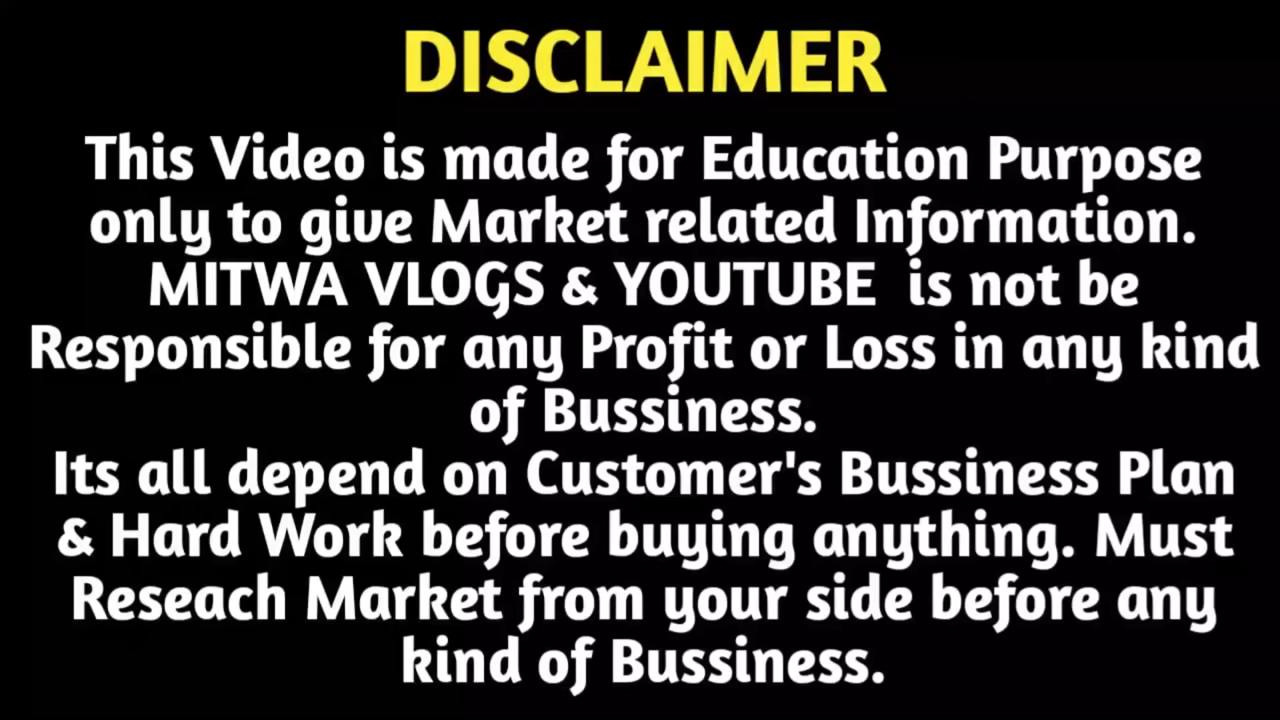 DISCLAIMER
This Video is made for Education Purpose
only to give Market related Information.
MITWA VLOGS & YOUTUBE is not be
Responsible for any Profit or Loss in any kind
of Bussiness.
Its all depend on Customer's Bussiness Plan
& Hard Work before buying anything. Must
Reseach Market from your side before any
kind of Bussiness.